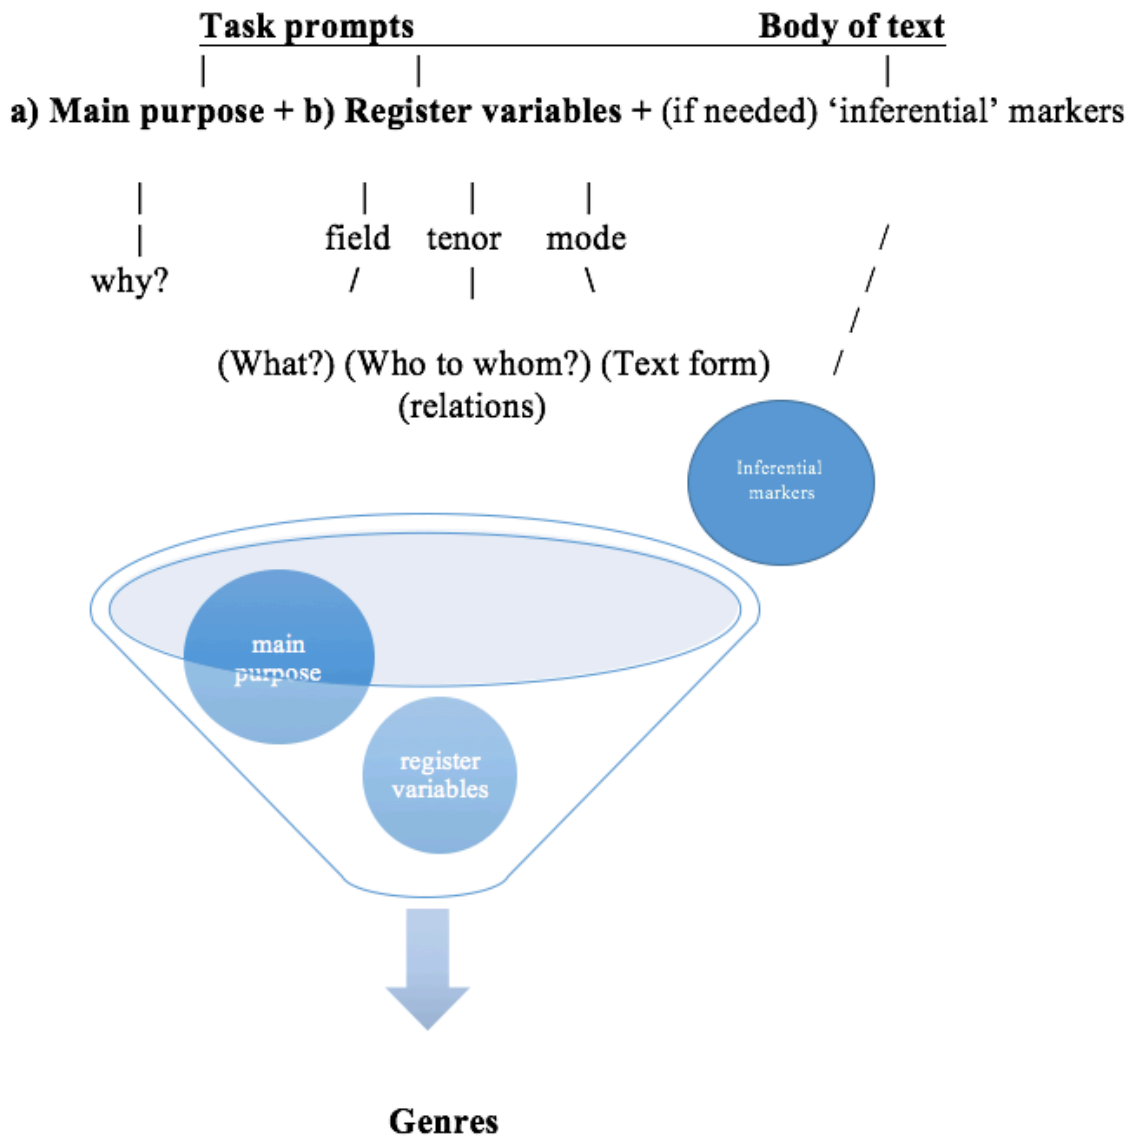 Task prompts Body of text
| | |
a) Main purpose + b) Register variables + (if needed) ‘inferential’ markers
| | | |
| field tenor mode /
why? / | \ /
/
(What?) (Who to whom?) (Text form) /
(relations)
Inferential
markers
main
purpose
register
variables
Genres